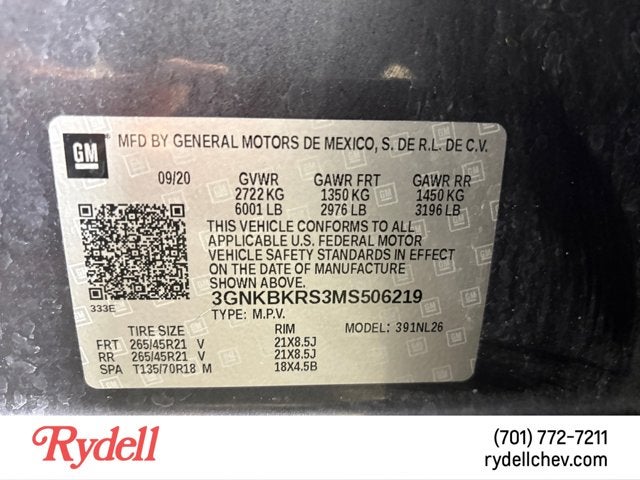 GM
MFD BY GENERAL MOTORS DE MEXICO, S. DE R.L. DE C.V.
09/20 GVWR GAWR FRT GAWR RR
2722 KG 1350 KG 1450 KG
6001 LB 2976 LB 3196 LB
THIS VEHICLE CONFORMS TO ALL
APPLICABLE U.S. FEDERAL MOTOR
VEHICLE SAFETY STANDARDS IN EFFECT
ON THE DATE OF MANUFACTURE
SHOWN ABOVE.
333E 3GNKBKRS3MS506219
TYPE: M.P.V. MODEL: 391NL26
TIRE SIZE RIM
FRT 265/45R21 V 21X8.5J
RR 265/45R21 V 21X8.5J
SPA T135/70R18 M 18X4.5B
Rydell
(701) 772-7211
rydellchev.com